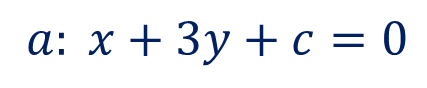 a: x + 3y + c = 0